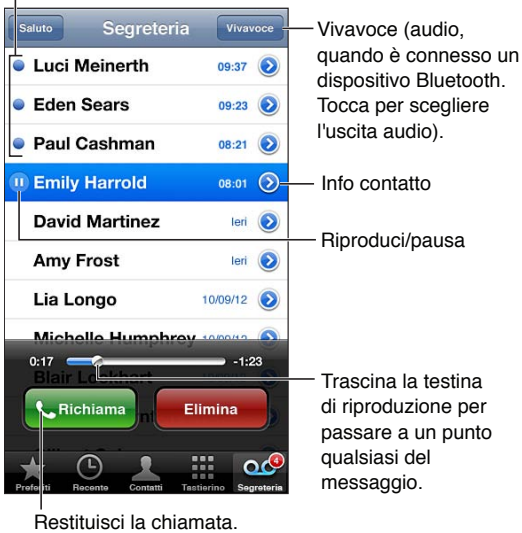 Saluto Segreteria Vivavoce
Luci Meinerth 09:37
Eden Sears 09:23
Paul Cashman 08:21
Emily Harrold 08:01
David Martinez Ieri
Amy Frost Ieri
Lia Longo 10/09/12
Michelle Humphrey 10/09/12
0:17 -1:23
Blair Lockhart
Richiama Elimina
Preferiti Recente Contatti Tastierino Segreteria
4
Vivavoce (audio,
quando è connesso un
dispositivo Bluetooth.
Tocca per scegliere
l'uscita audio).
Info contatto
Riproduci/pausa
Trascina la testina
di riproduzione per
passare a un punto
qualsiasi del
messaggio.
Restituisci la chiamata.